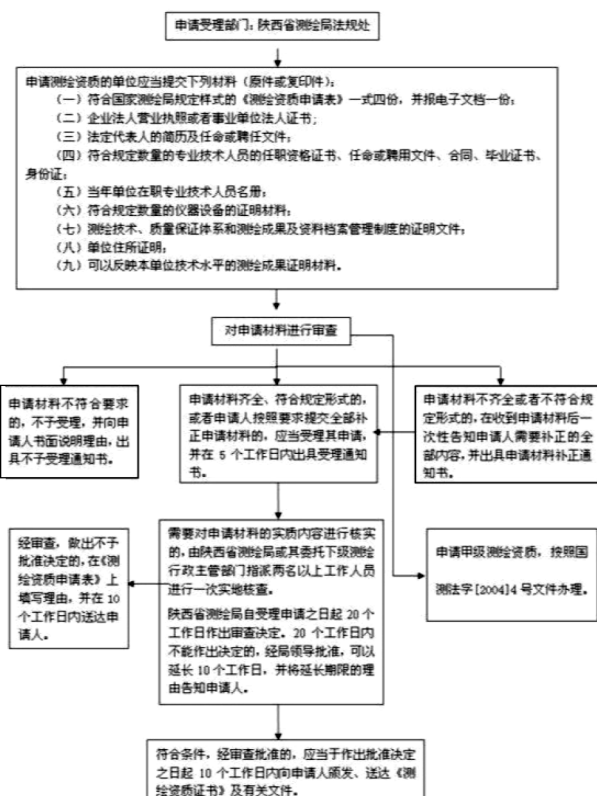 申请受理部门：陕西省测绘局法规处
申请测绘资质的单位应当提交下列材料（原件或复印件）：
（一）符合国家测绘局规定样式的《测绘资质申请表》一式四份，并报电子文档一份；
（二）企业法人营业执照或者事业单位法人证书；
（三）法定代表人的简历及任命或聘任文件；
（四）符合规定数量的专业技术人员的任职资格证书、任命或聘用文件、合同、毕业证书、
身份证；
（五）当年单位在职专业技术人员名册；
（六）符合规定数量的仪器设备的证明材料；
（七）测绘技术、质量保证体系和测绘成果及资料档案管理制度的证明文件；
（八）单位住所证明；
（九）可以反映本单位技术水平的测绘成果证明材料。
对申请材料进行审查
申请材料不符合要求
的，不予受理，并向申
请人书面说明理由，出
具不予受理通知书。
申请材料齐全、符合规定形式的，
或者申请人按照要求提交全部补
正申请材料的，应当受理其申请，
并在 5 个工作日内出具受理通知
书。
申请材料不齐全或者不符合规
定形式的，在收到申请材料后一
次性告知申请人需要补正的全
部内容，并出具申请材料补正通
知书。
经审查，做出不予
批准决定的，在《测
绘资质申请表》上
填写理由，并在 10
个工作日内送达申
请人。
需要对申请材料的实质内容进行核实
的，由陕西省测绘局或其委托下级测绘
行政主管部门指派两名以上工作人员
进行一次实地核查。
陕西省测绘局自受理申请之日起 20 个
工作日作出审查决定。20 个工作日内
不能作出决定的，经局领导批准，可以
延长 10 个工作日，并将延长期限的理
由告知申请人。
申请甲级测绘资质，按照国
测法字[2004]4 号文件办理。
符合条件，经审查批准的，应当于作出批准决定
之日起 10 个工作日内向申请人颁发、送达《测
绘资质证书》及有关文件。